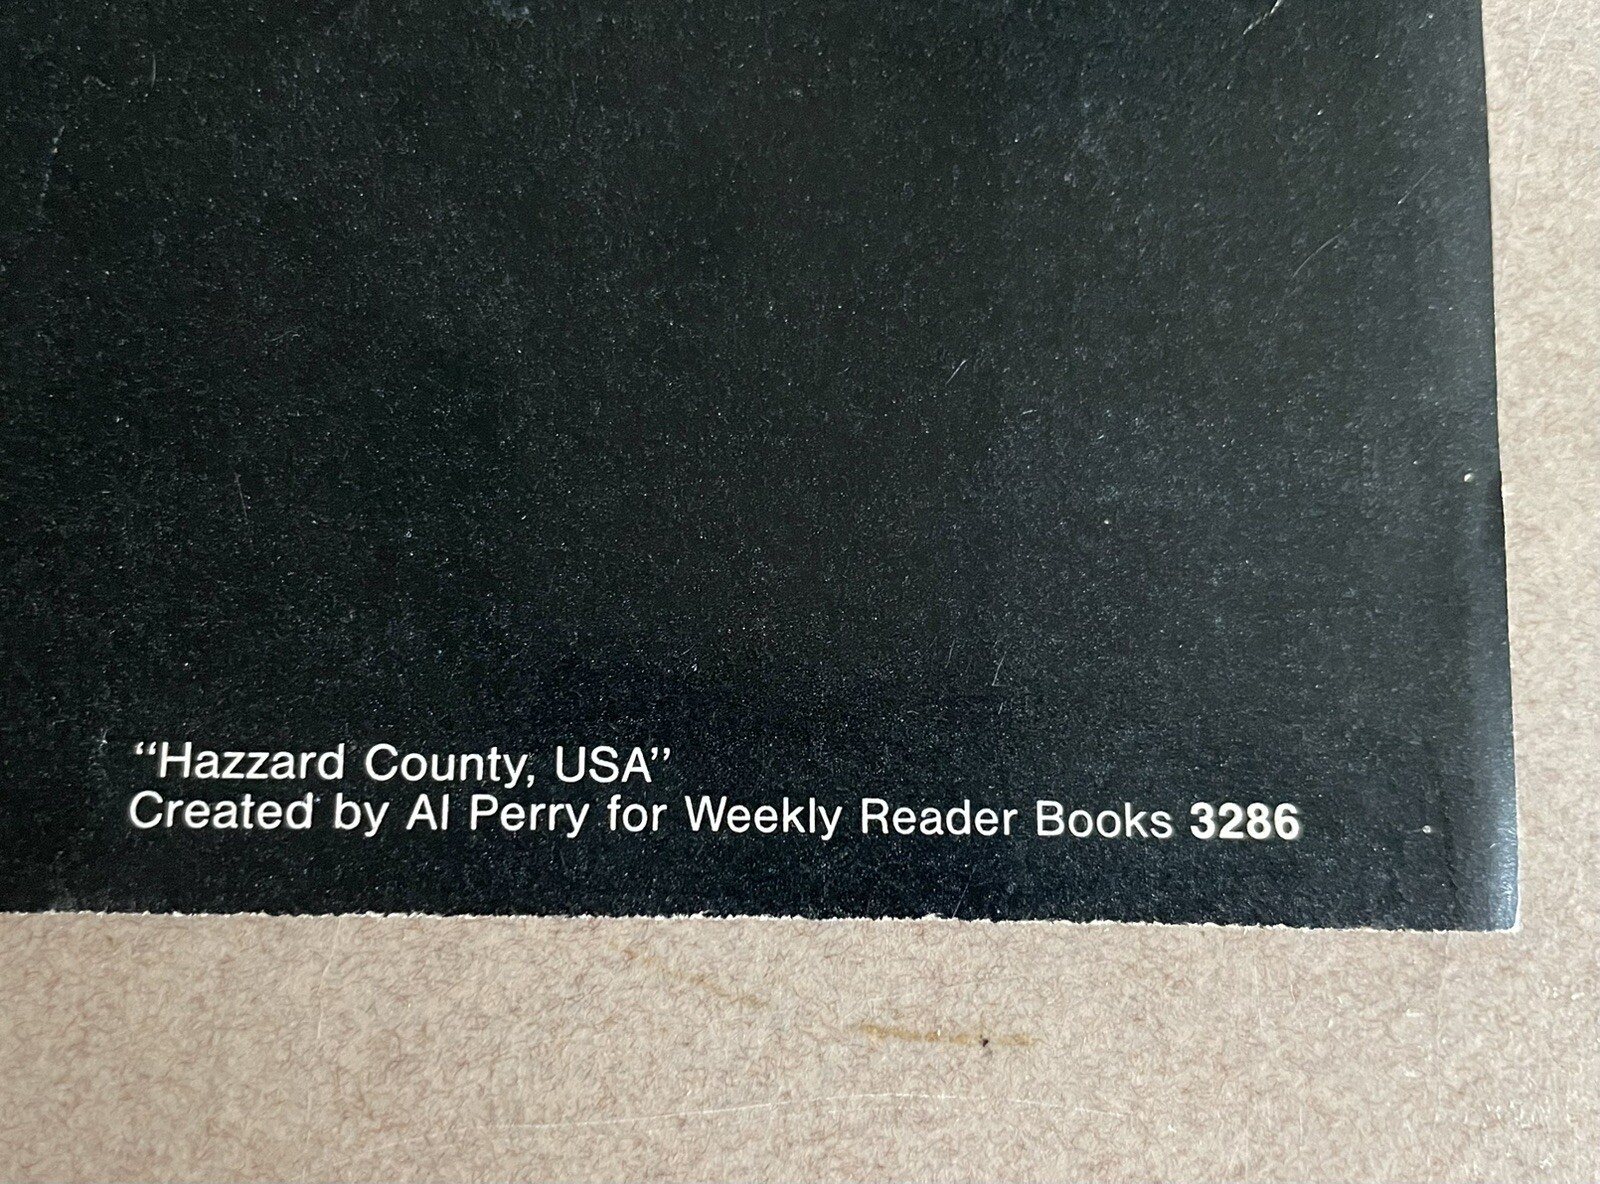 “Hazzard County, USA”
Created by Al Perry for Weekly Reader Books 3286